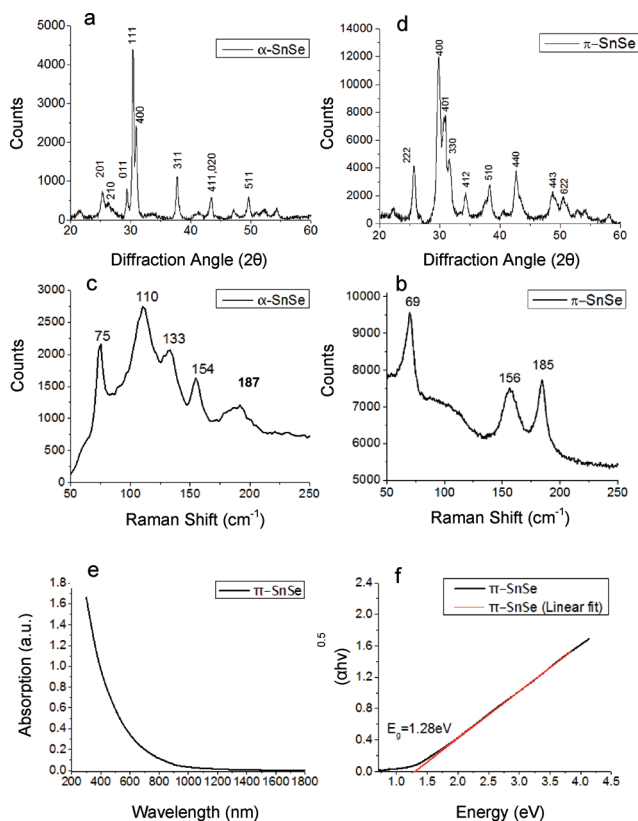 a
α-SnSe
5000
4000
3000
2000
1000
0
Counts
201
210
011
111
400
311
411,020
511
20 30 40 50 60
Diffraction Angle (2θ)
d
π-SnSe
14000
12000
10000
8000
6000
4000
2000
0
Counts
222
400
401
330
412
510
440
443
622
20 30 40 50 60
Diffraction Angle (2θ)
c
α-SnSe
3000
2500
2000
1500
1000
500
0
Counts
75
110
133
154
187
50 100 150 200 250
Raman Shift (cm⁻¹)
b
π-SnSe
10000
9000
8000
7000
6000
5000
Counts
69
156
185
50 100 150 200 250
Raman Shift (cm⁻¹)
e
π-SnSe
1.8
1.6
1.4
1.2
1.0
0.8
0.6
0.4
0.2
0.0
Absorption (a.u.)
200 400 600 800 1000 1200 1400 1600 1800
Wavelength (nm)
f
π-SnSe
π-SnSe (Linear fit)
2.4
1.8
1.2
0.6
0.0
(αhv)
0.5
E_g=1.28eV
1.5 2.0 2.5 3.0 3.5 4.0 4.5
Energy (eV)